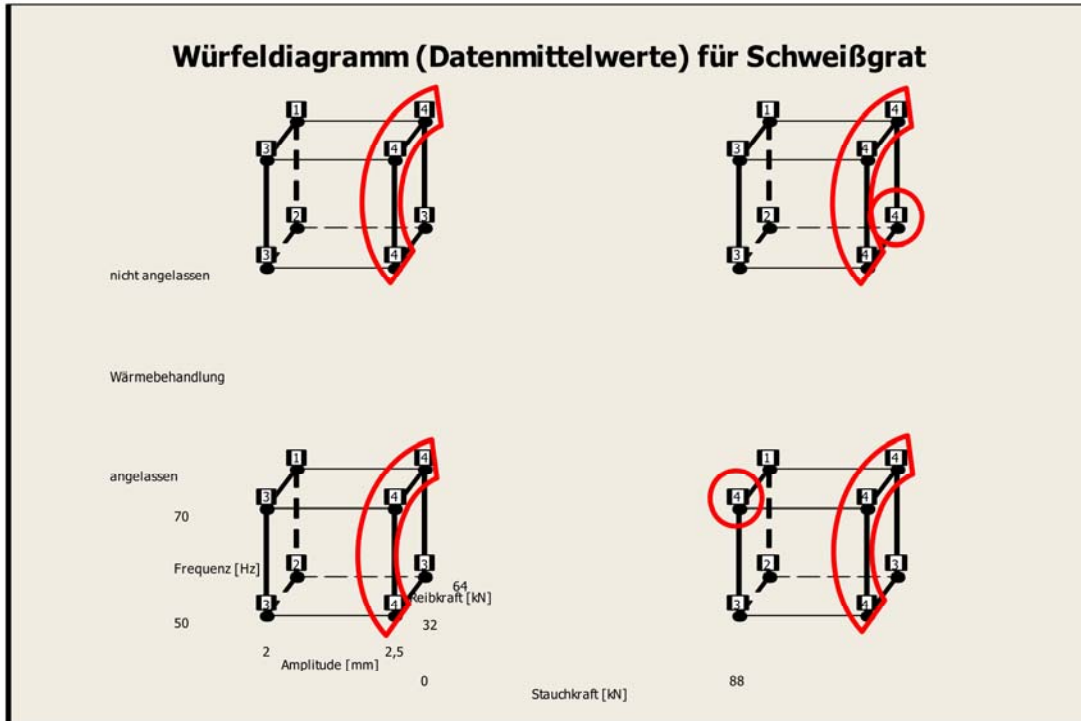 Würfeldiagramm (Datenmittelwerte) für Schweißgrat
1 4 1 4
3 4 3 4
2 3 2 4
3 4 3 4
nicht angelassen
Wärmebehandlung
1 4 1 4
angelassen
3 4 4 4
70
2 3 2 3
Frequenz [Hz]
64
Reibkraft [kN]
3 4 3 4
50
32
2 2,5
Amplitude [mm]
0 88
Stauchkraft [kN]